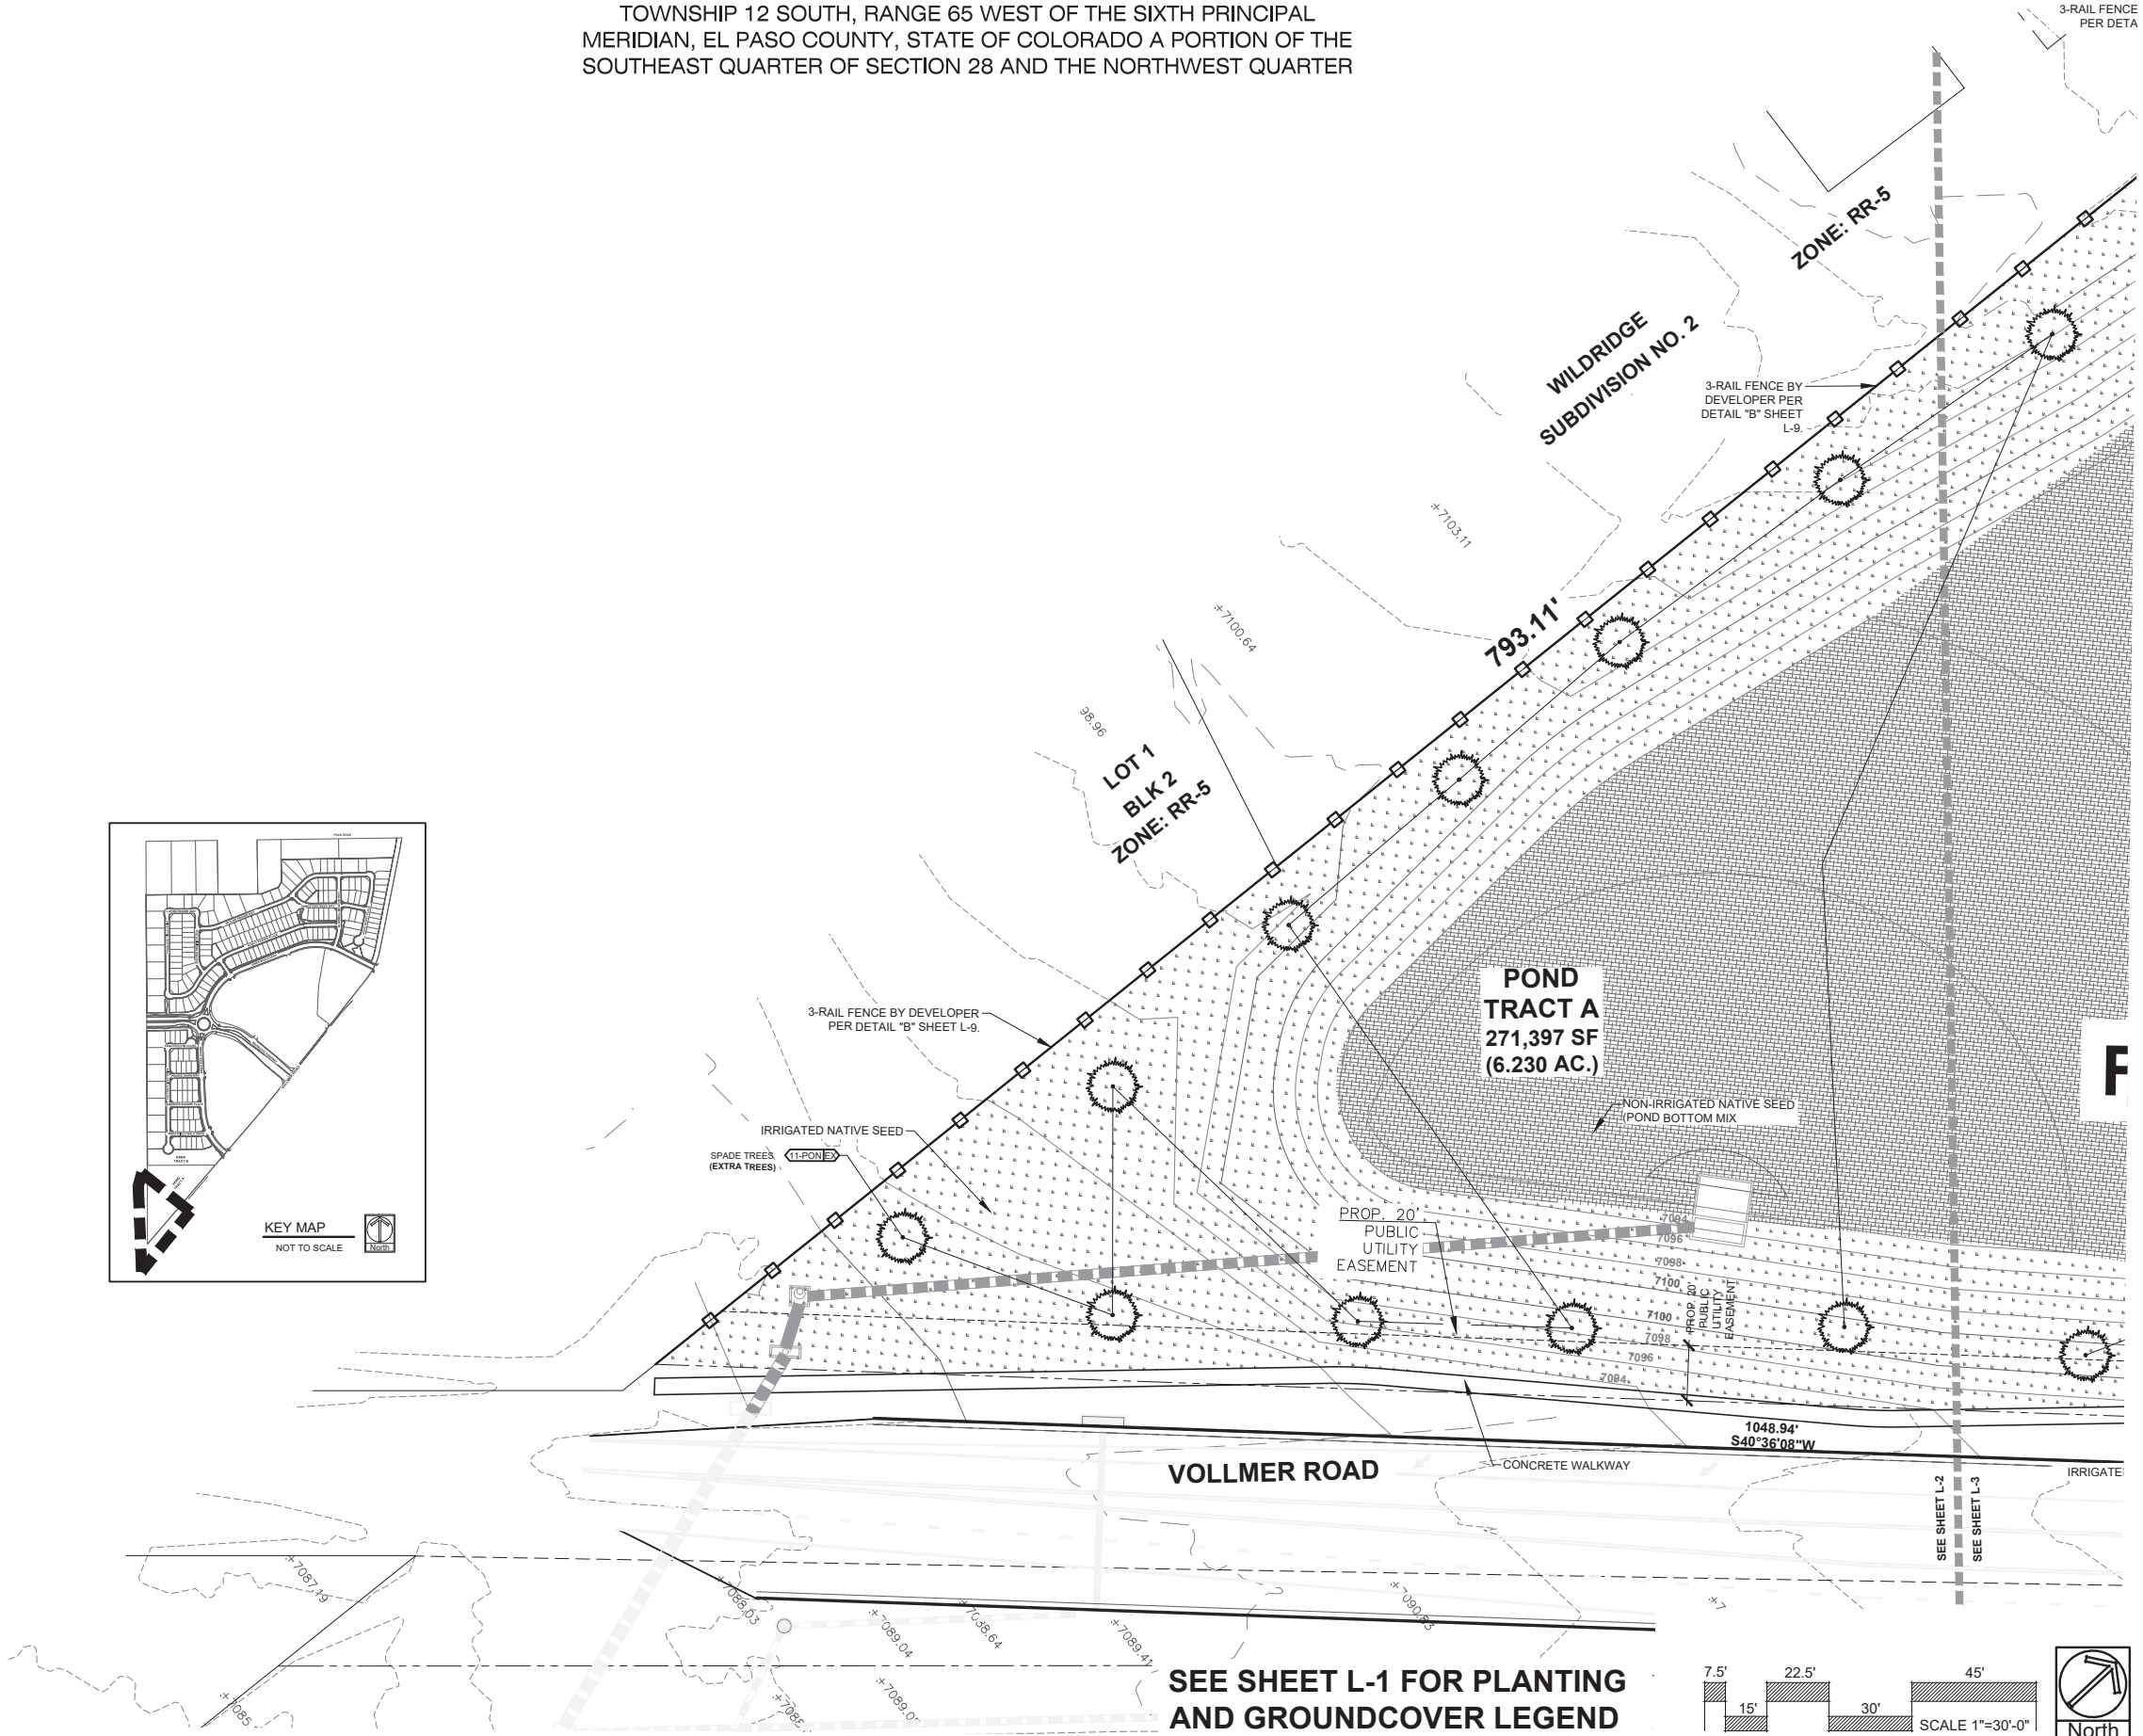 TOWNSHIP 12 SOUTH, RANGE 65 WEST OF THE SIXTH PRINCIPAL
MERIDIAN, EL PASO COUNTY, STATE OF COLORADO A PORTION OF THE
SOUTHEAST QUARTER OF SECTION 28 AND THE NORTHWEST QUARTER
3-RAIL FENCE
PER DETA
ZONE: RR-5
WILDRIDGE
SUBDIVISION NO. 2
3-RAIL FENCE BY
DEVELOPER PER
DETAIL "B" SHEET
L-9.
+7103.11
+7100.64
98.96
793.11'
LOT 1
BLK 2
ZONE: RR-5
POND
TRACT A
271,397 SF
(6.230 AC.)
3-RAIL FENCE BY DEVELOPER
PER DETAIL "B" SHEET L-9.
NON-IRRIGATED NATIVE SEED
(POND BOTTOM MIX
IRRIGATED NATIVE SEED
SPADE TREES
(EXTRA TREES)
11-PON EX
KEY MAP
NOT TO SCALE
North
PROP. 20'
PUBLIC
UTILITY
EASEMENT
7094
7096
7098
7100
7100
7098
7096
7094
PROP. 20'
PUBLIC
UTILITY
EASEMENT
1048.94'
S40°36'08"W
VOLLMER ROAD
CONCRETE WALKWAY
IRRIGATE
SEE SHEET L-2
SEE SHEET L-3
+7087.19
+7088.03
+7089.04
+7088.64
+7089.41
+7090.83
+7
+7085
SEE SHEET L-1 FOR PLANTING
AND GROUNDCOVER LEGEND
7.5'
22.5'
45'
15'
30'
SCALE 1"=30'-0"
North